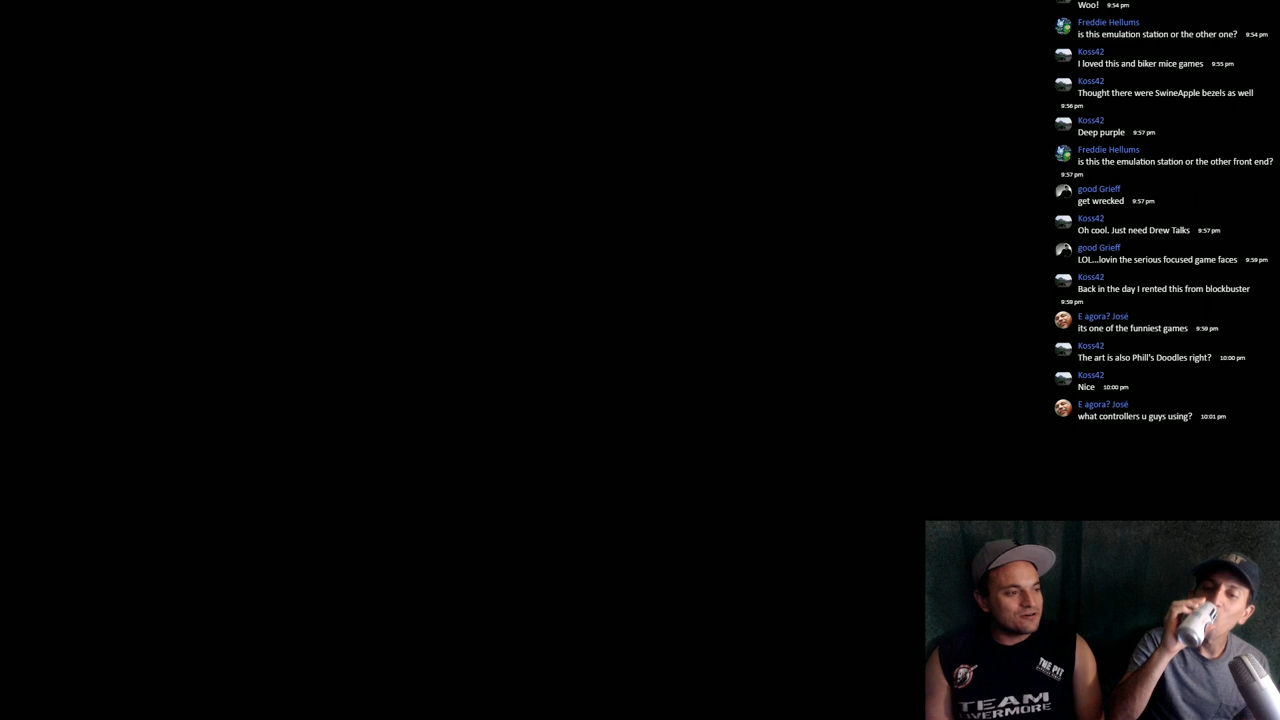 Woo! 9:54 pm
Freddie Hellums
is this emulation station or the other one? 9:54 pm
Koss42
I loved this and biker mice games 9:55 pm
Koss42
Thought there were SwineApple bezels as well
9:56 pm
Koss42
Deep purple 9:57 pm
Freddie Hellums
is this the emulation station or the other front end?
9:57 pm
good Grieff
get wrecked 9:57 pm
Koss42
Oh cool. Just need Drew Talks 9:57 pm
good Grieff
LOL...lovin the serious focused game faces 9:59 pm
Koss42
Back in the day I rented this from blockbuster
9:59 pm
E agora? José
its one of the funniest games 9:59 pm
Koss42
The art is also Phill's Doodles right? 10:00 pm
Koss42
Nice 10:00 pm
E agora? José
what controllers u guys using? 10:01 pm
THE PIT
TEAM
LIVERMORE